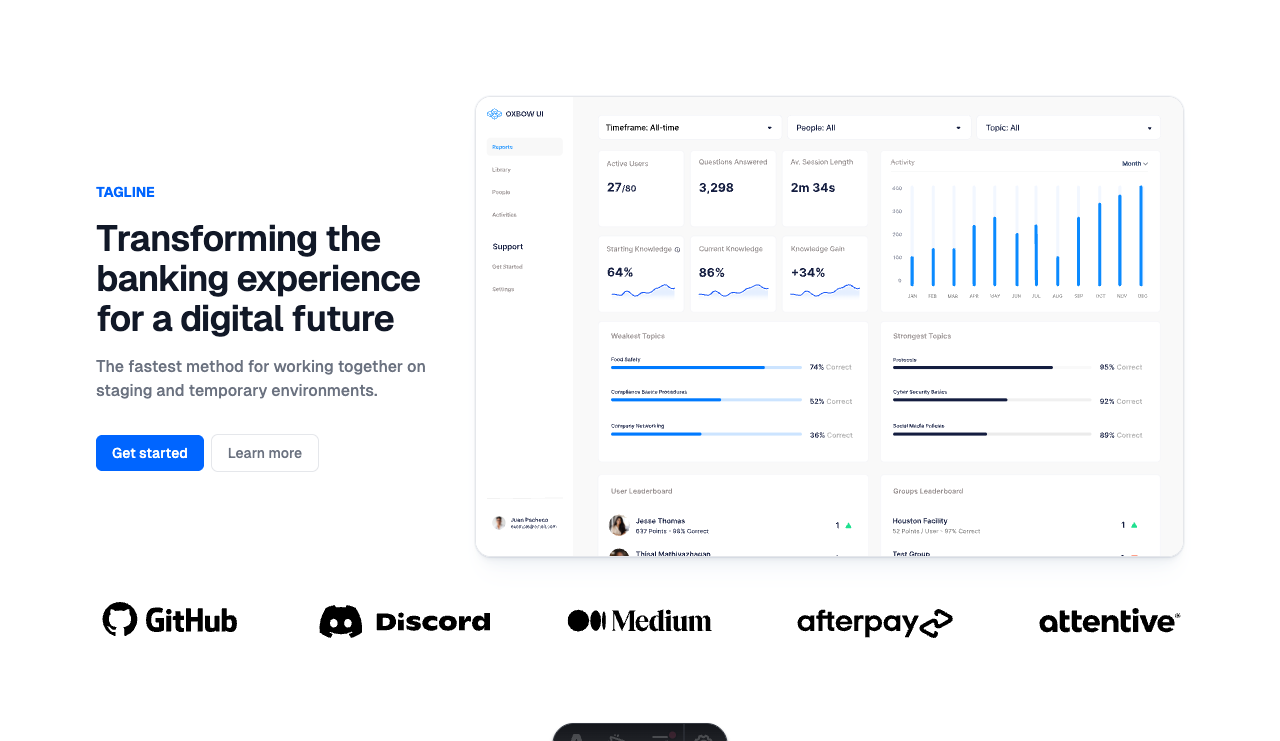 TAGLINE
Transforming the
banking experience
for a digital future
The fastest method for working together on
staging and temporary environments.
Get started
Learn more
OXBOW UI
Reports
Library
People
Activities
Support
Get Started
Settings
Juan Pacheco
Timeframe: All-time
People: All
Topic: All
Active Users
27/80
Questions Answered
3,298
Av. Session Length
2m 34s
Starting Knowledge
64%
Current Knowledge
86%
Knowledge Gain
+34%
Activity
Month
400
300
200
100
0
JAN FEB MAR APR MAY JUN JUL AUG SEP OCT NOV DEC
Weakest Topics
Food Safety
74% Correct
Compliance Basics Procedures
52% Correct
Company Networking
36% Correct
Strongest Topics
Protocols
95% Correct
Cyber Security Basics
92% Correct
Social Media Policies
89% Correct
User Leaderboard
Jesse Thomas
637 Points - 98% Correct
1
Thisal Mathiyazhagan
Groups Leaderboard
Houston Facility
52 Points / User - 97% Correct
1
Test Group
GitHub
Discord
Medium
afterpay
attentive®